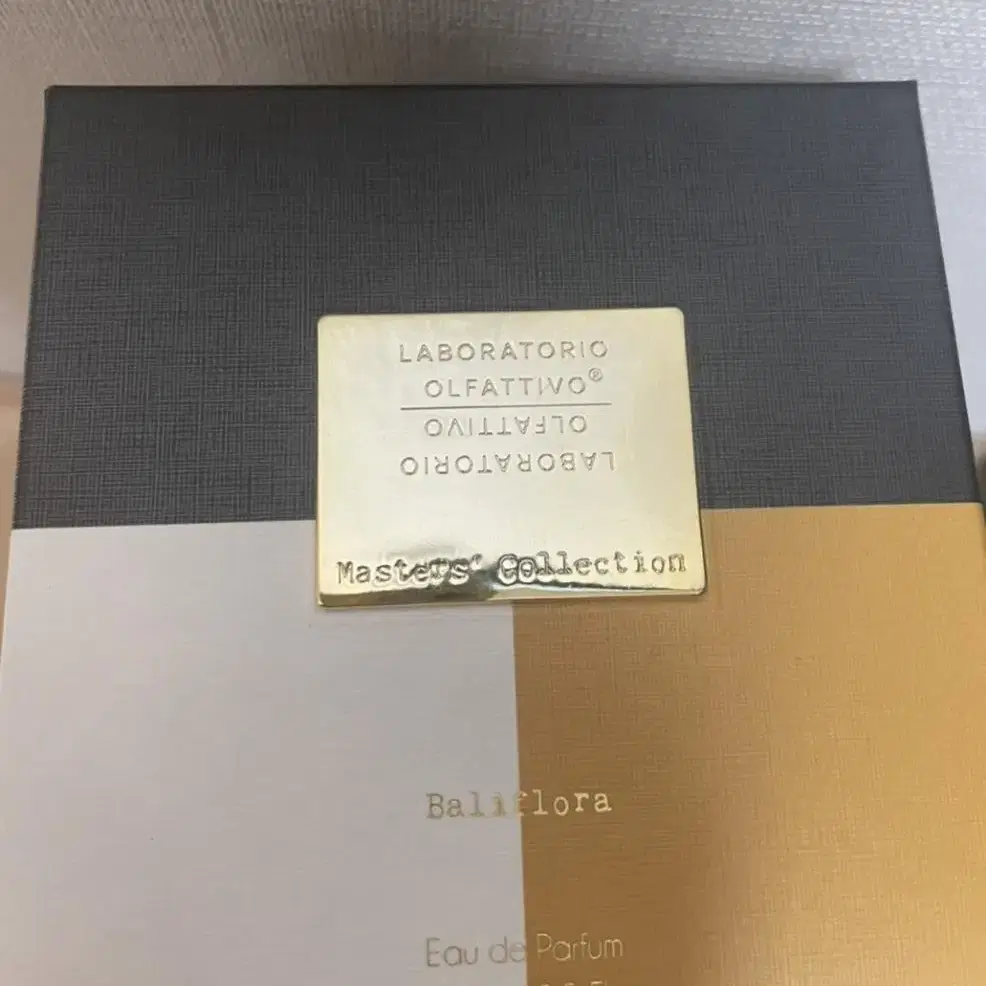 LABORATORIO
OLFATTIVO®
OLFATTIVO
LABORATORIO
Masters' Collection
Baliflora
Eau de Parfum